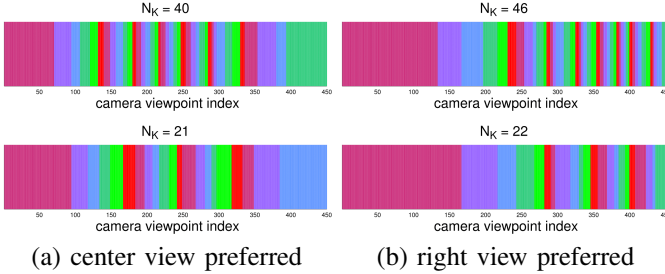 N_K = 40
50 100 150 200 250 300 350 400 450
camera viewpoint index
N_K = 46
50 100 150 200 250 300 350 400 450
camera viewpoint index
N_K = 21
50 100 150 200 250 300 350 400 450
camera viewpoint index
N_K = 22
50 100 150 200 250 300 350 400 450
camera viewpoint index
(a) center view preferred
(b) right view preferred